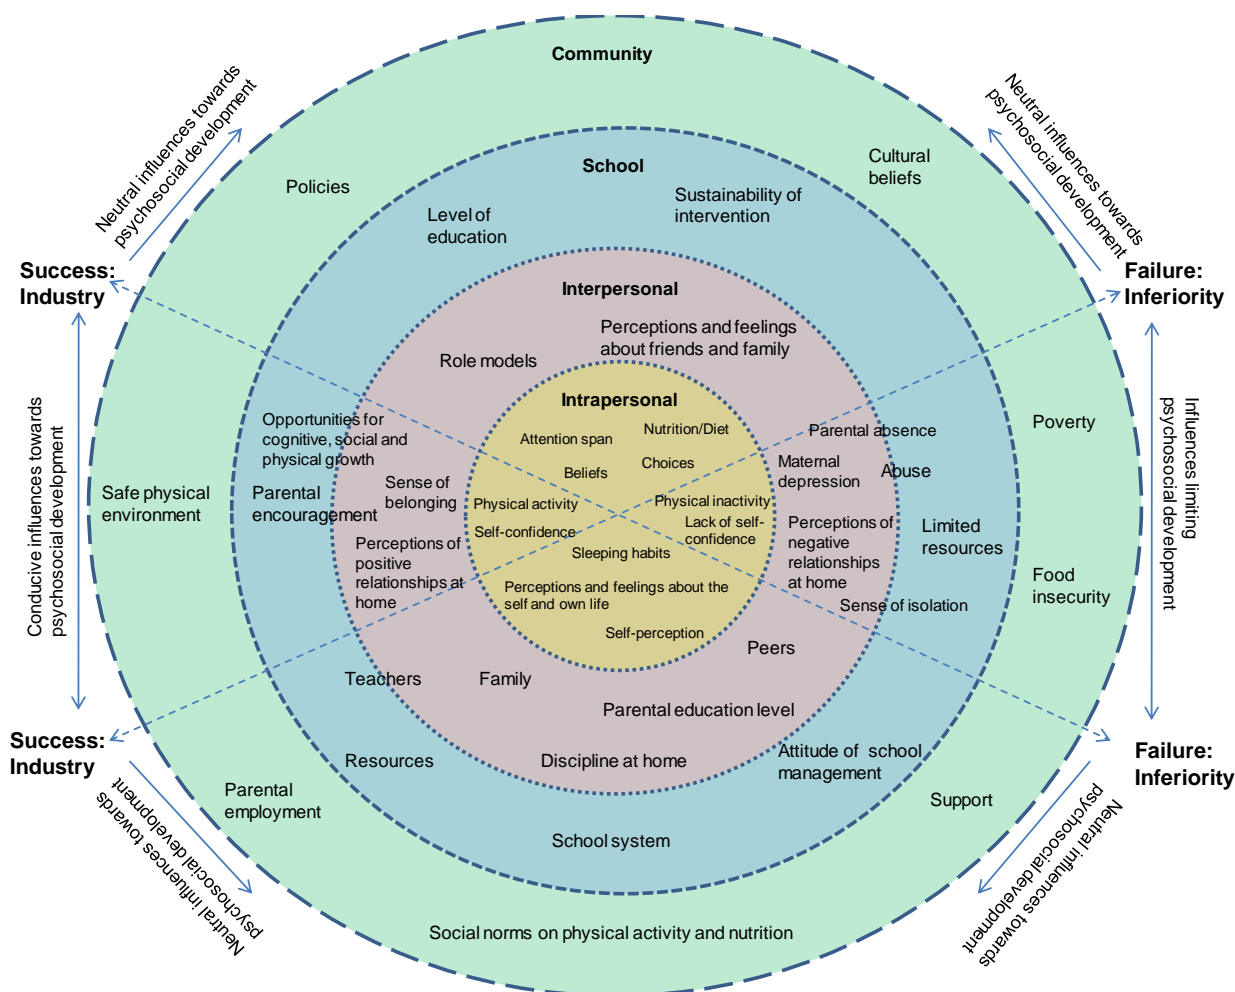 Community
Neutral influences towards
psychosocial development
Neutral influences towards
psychosocial development
School
Cultural
beliefs
Policies
Sustainability of
intervention
Level of
education
Success:
Industry
Failure:
Inferiority
Interpersonal
Perceptions and feelings
about friends and family
Role models
Intrapersonal
Opportunities for
cognitive, social and
physical growth
Attention span
Nutrition/Diet
Parental absence
Poverty
Beliefs
Choices
Maternal
depression
Abuse
Conducive influences towards
psychosocial development
Influences limiting
psychosocial development
Safe physical
environment
Parental
encouragement
Sense of
belonging
Physical activity
Physical inactivity
Self-confidence
Lack of self-
confidence
Perceptions of
negative
relationships
at home
Limited
resources
Perceptions of
positive
relationships at
home
Sleeping habits
Perceptions and feelings about the
self and own life
Sense of isolation
Food
insecurity
Self-perception
Peers
Teachers
Family
Parental education level
Success:
Industry
Failure:
Inferiority
Resources
Discipline at home
Attitude of school
management
Parental
employment
Support
School system
Neutral influences towards
psychosocial development
Neutral influences towards
psychosocial development
Social norms on physical activity and nutrition